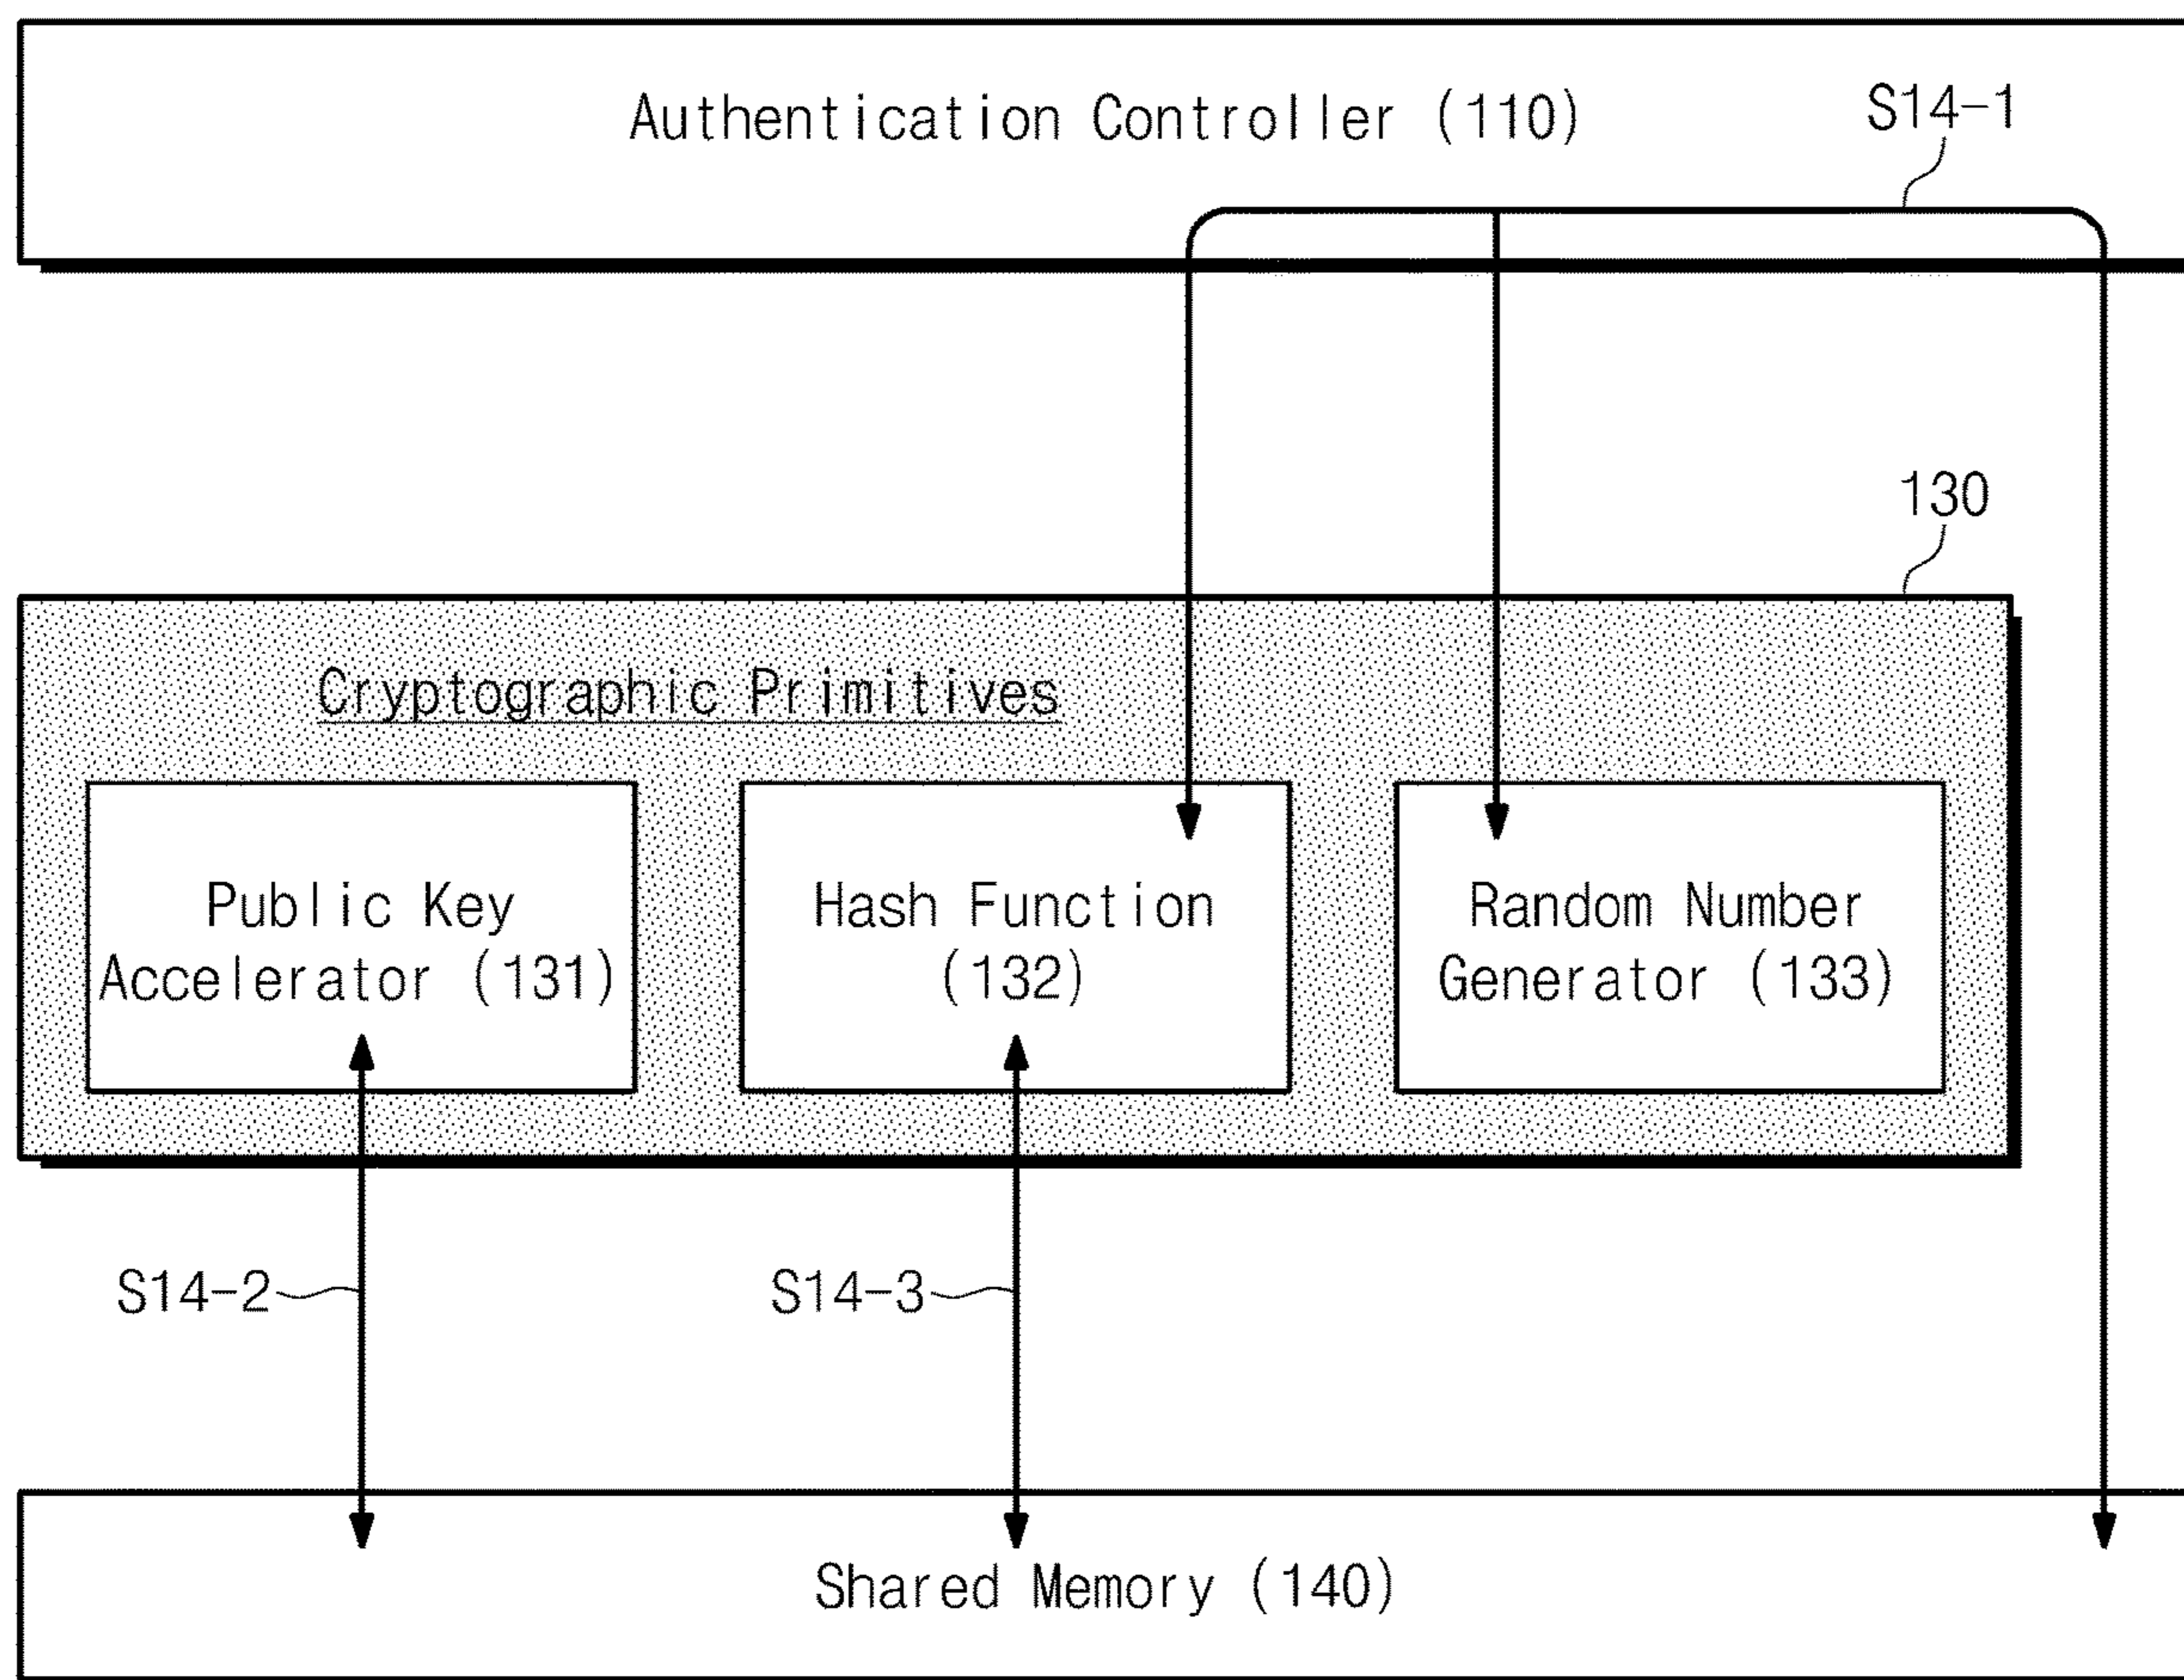 Authentication Controller (110)
S14-1
130
Cryptographic Primitives
Public Key
Accelerator (131)
Hash Function
(132)
Random Number
Generator (133)
S14-2
S14-3
Shared Memory (140)